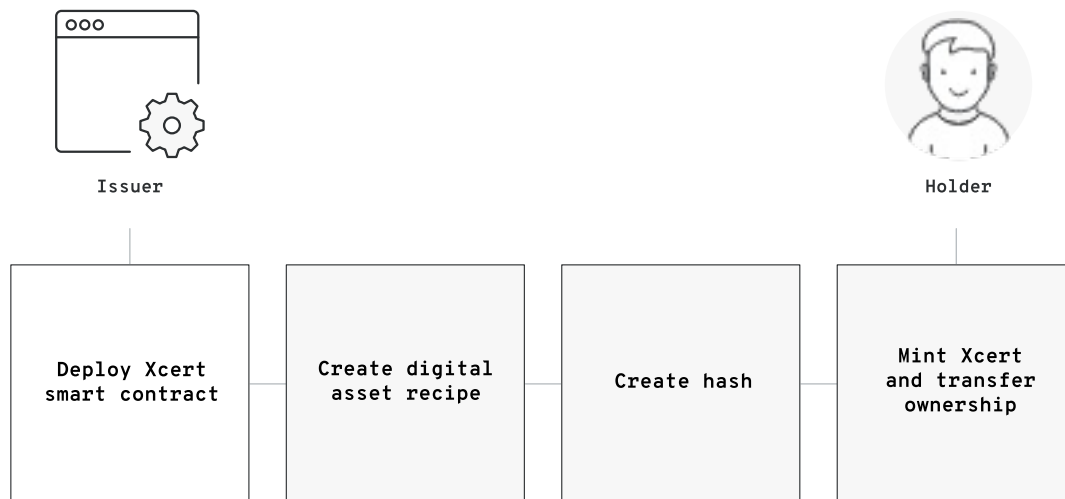 Issuer
Holder
Deploy Xcert
smart contract
Create digital
asset recipe
Create hash
Mint Xcert
and transfer
ownership